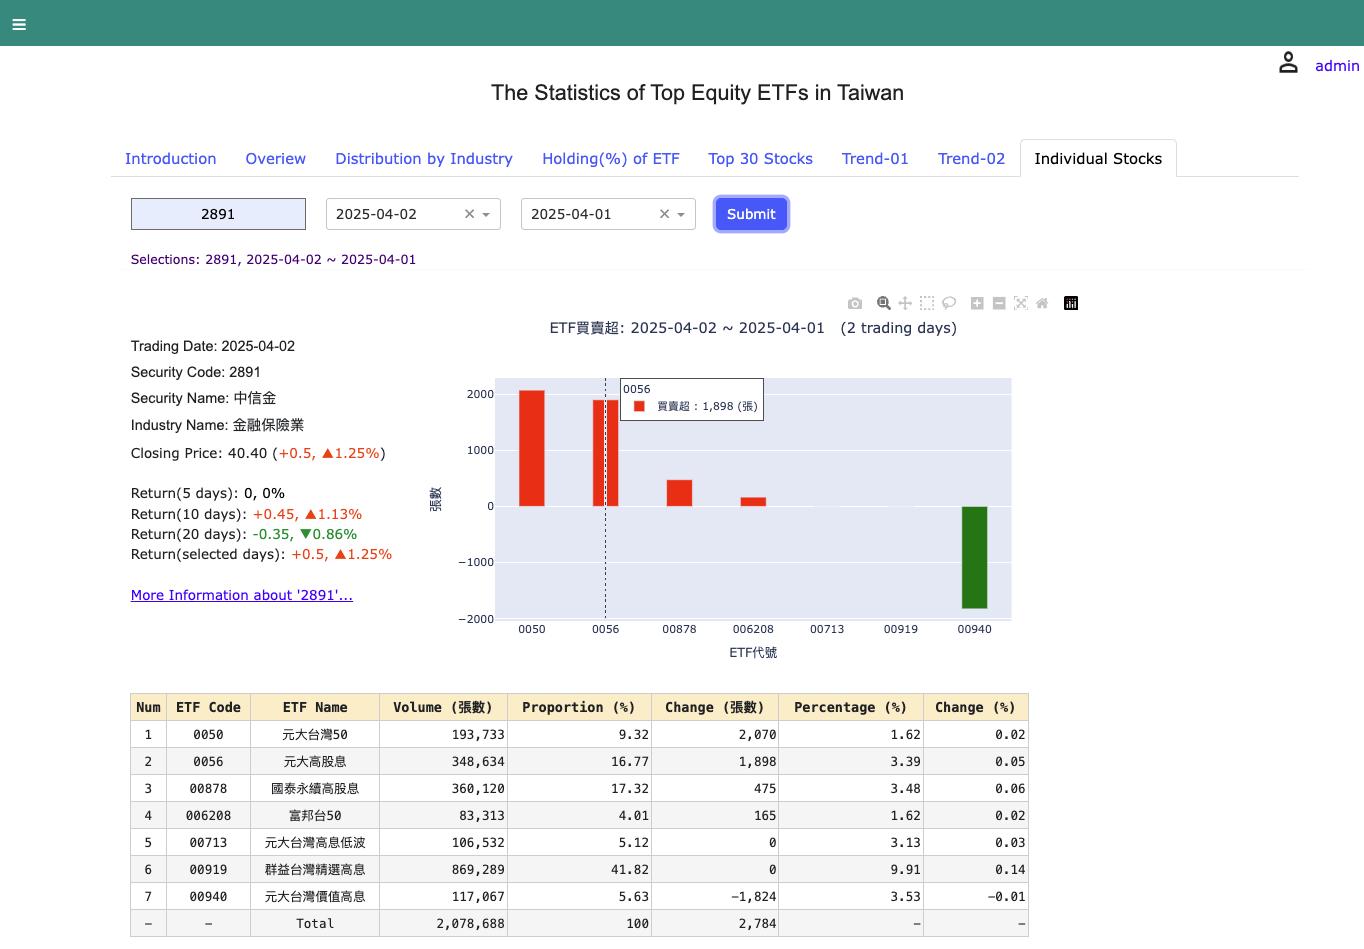 admin
The Statistics of Top Equity ETFs in Taiwan
Introduction Overiew Distribution by Industry Holding(%) of ETF Top 30 Stocks Trend-01 Trend-02 Individual Stocks
2891 2025-04-02 2025-04-01 Submit
Selections: 2891, 2025-04-02 ~ 2025-04-01
ETF買賣超: 2025-04-02 ~ 2025-04-01 (2 trading days)
Trading Date: 2025-04-02
Security Code: 2891
Security Name: 中信金
Industry Name: 金融保險業
Closing Price: 40.40 (+0.5, ▲1.25%)
Return(5 days): 0, 0%
Return(10 days): +0.45, ▲1.13%
Return(20 days): -0.35, ▼0.86%
Return(selected days): +0.5, ▲1.25%
More Information about '2891'...
0056
買賣超 : 1,898 (張)
2000
1000
0
−1000
−2000
張數
0050 0056 00878 006208 00713 00919 00940
ETF代號
Num ETF Code ETF Name Volume (張數) Proportion (%) Change (張數) Percentage (%) Change (%)
1 0050 元大台灣50 193,733 9.32 2,070 1.62 0.02
2 0056 元大高股息 348,634 16.77 1,898 3.39 0.05
3 00878 國泰永續高股息 360,120 17.32 475 3.48 0.06
4 006208 富邦台50 83,313 4.01 165 1.62 0.02
5 00713 元大台灣高息低波 106,532 5.12 0 3.13 0.03
6 00919 群益台灣精選高息 869,289 41.82 0 9.91 0.14
7 00940 元大台灣價值高息 117,067 5.63 −1,824 3.53 −0.01
− − Total 2,078,688 100 2,784 − −